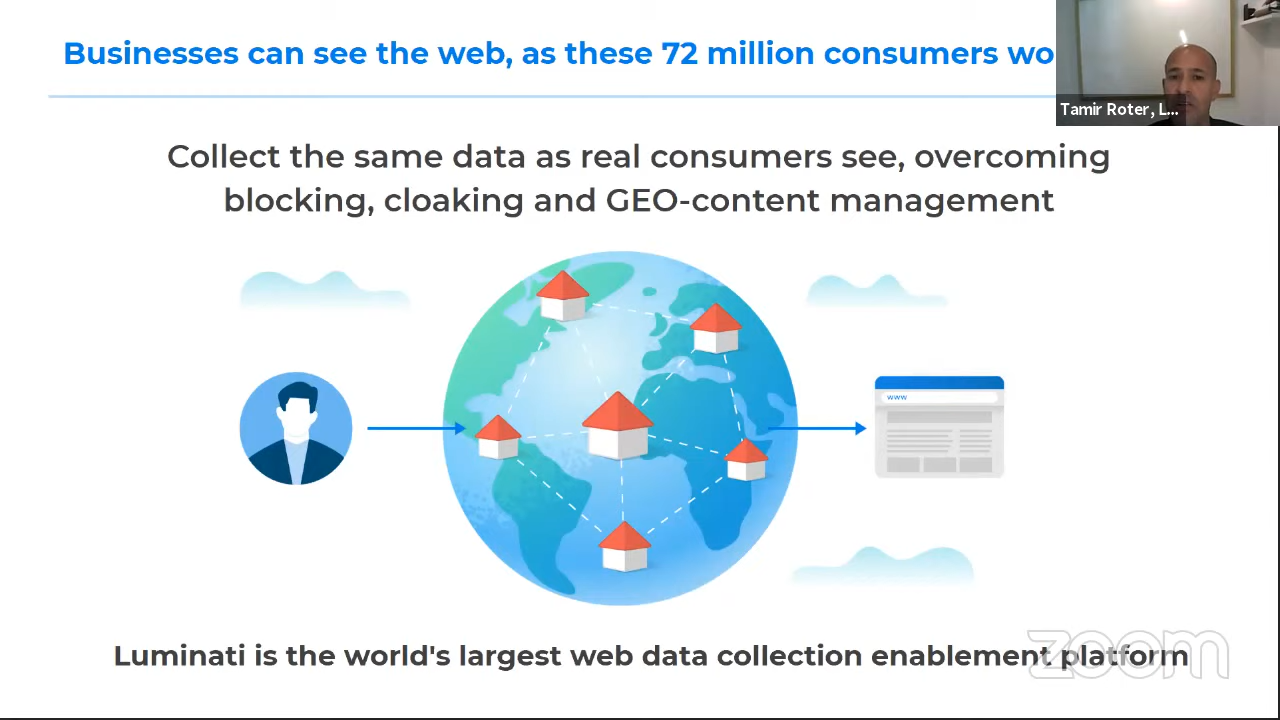 Businesses can see the web, as these 72 million consumers wo
Tamir Roter, L...
Collect the same data as real consumers see, overcoming
blocking, cloaking and GEO-content management
www
Luminati is the world's largest web data collection enablement platform
zoom